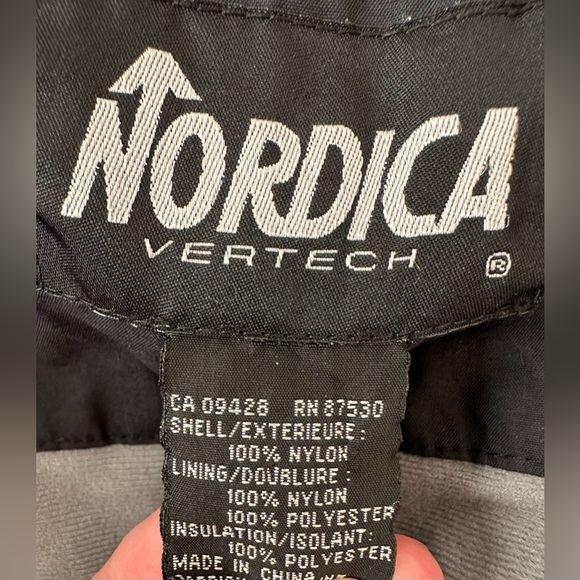 NORDICA
VERTECH ®
CA 09428 RN 87530
SHELL/EXTERIEURE:
100% NYLON
LINING/DOUBLURE:
100% NYLON
100% POLYESTER
INSULATION/ISOLANT:
100% POLYESTER
MADE IN CHINA